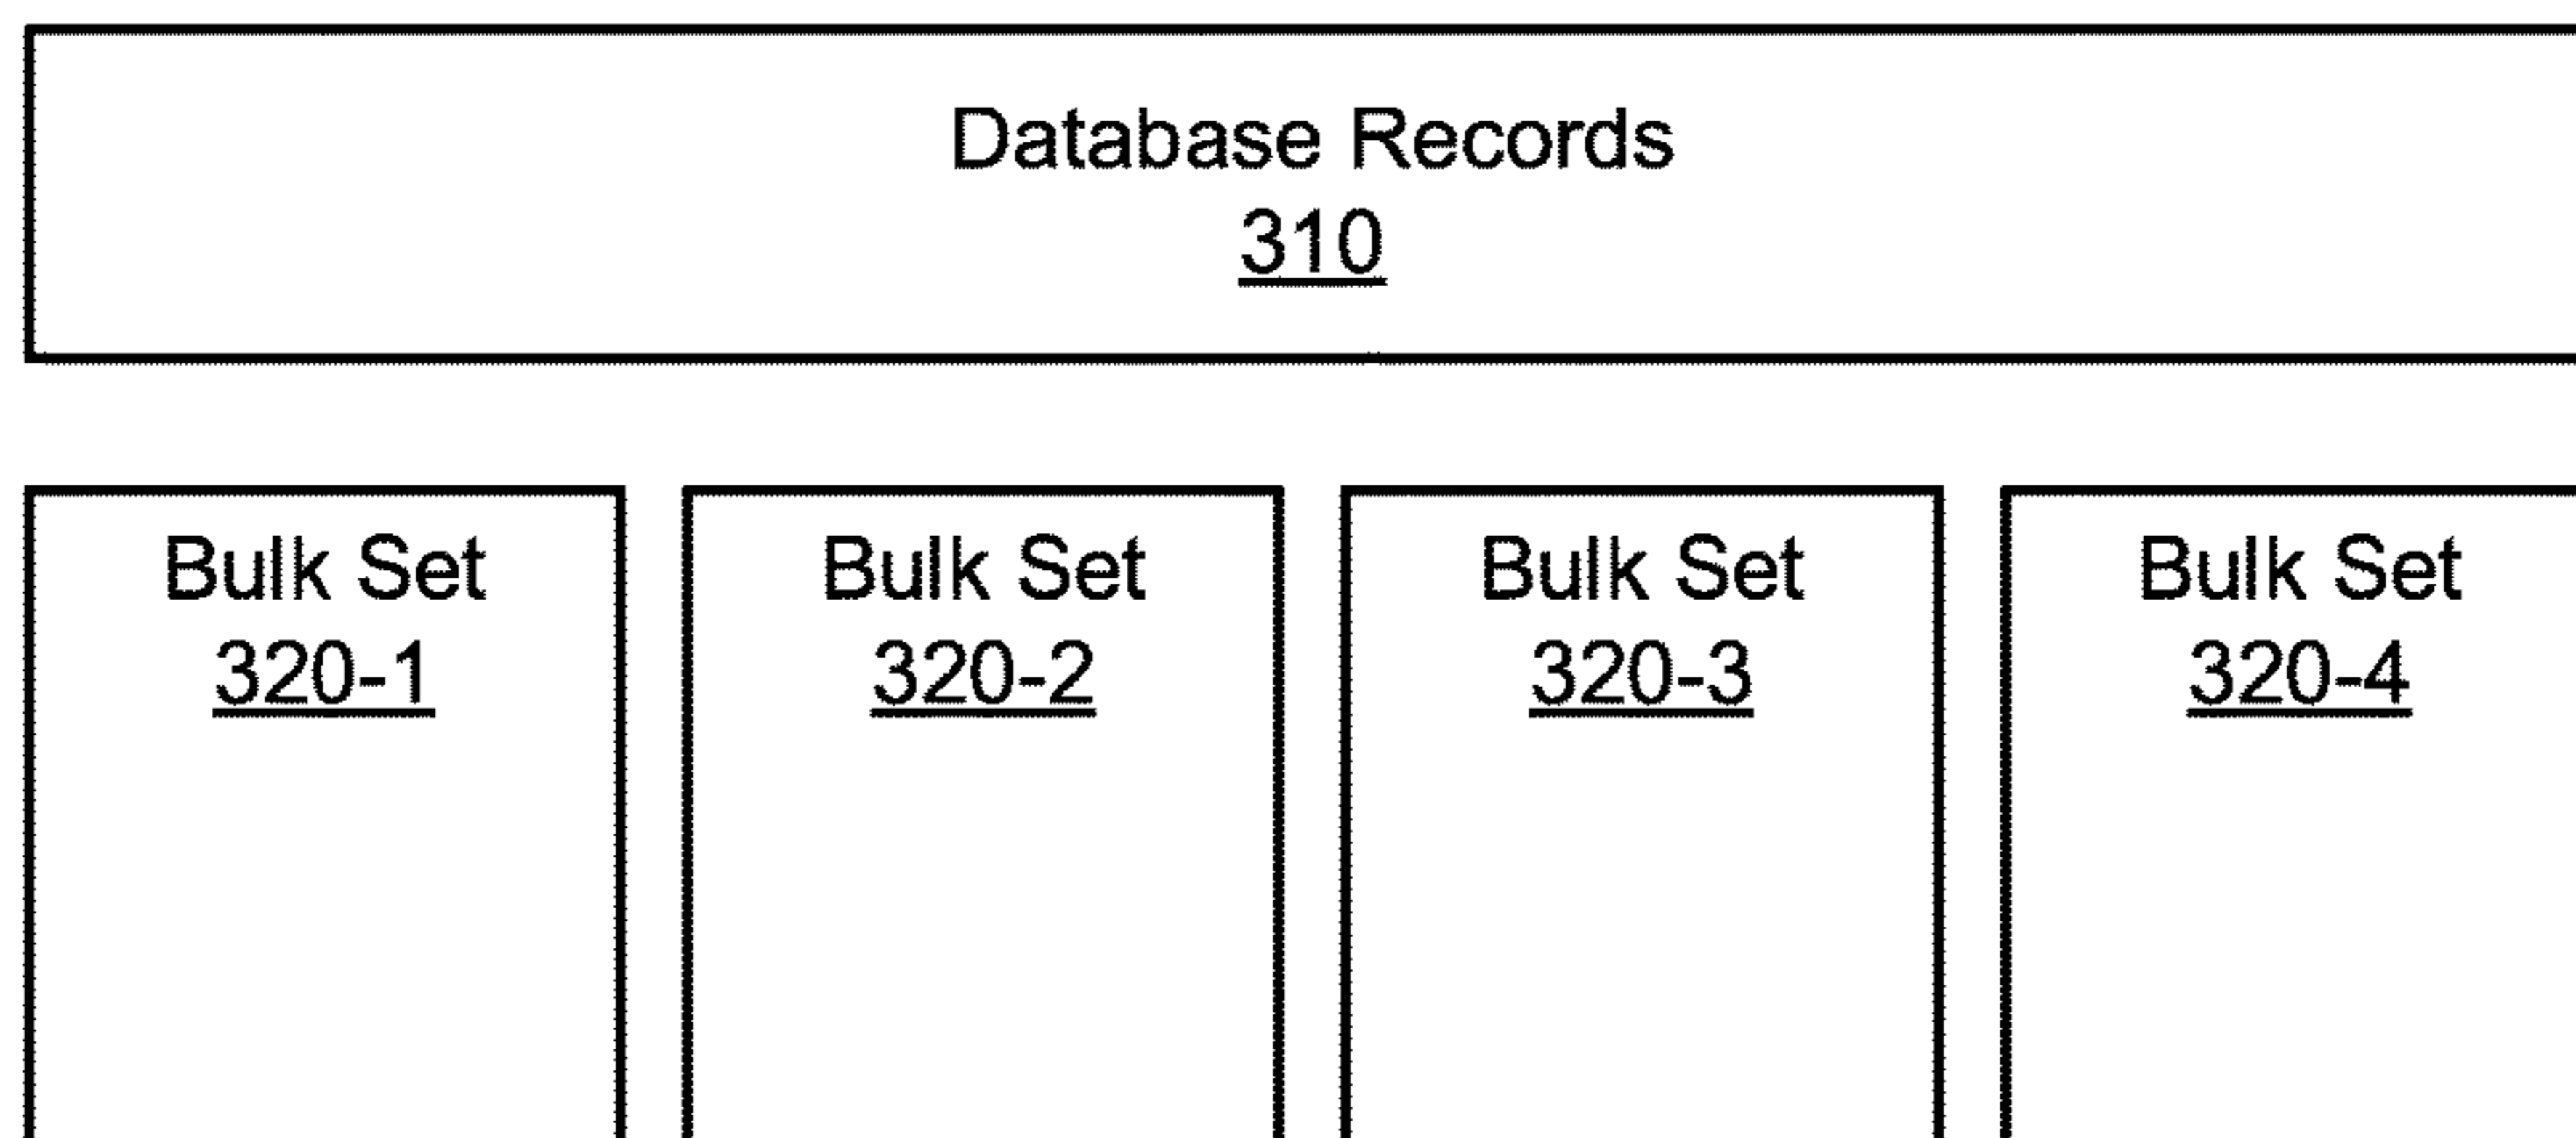 Database Records
310
Bulk Set
320-1
Bulk Set
320-2
Bulk Set
320-3
Bulk Set
320-4